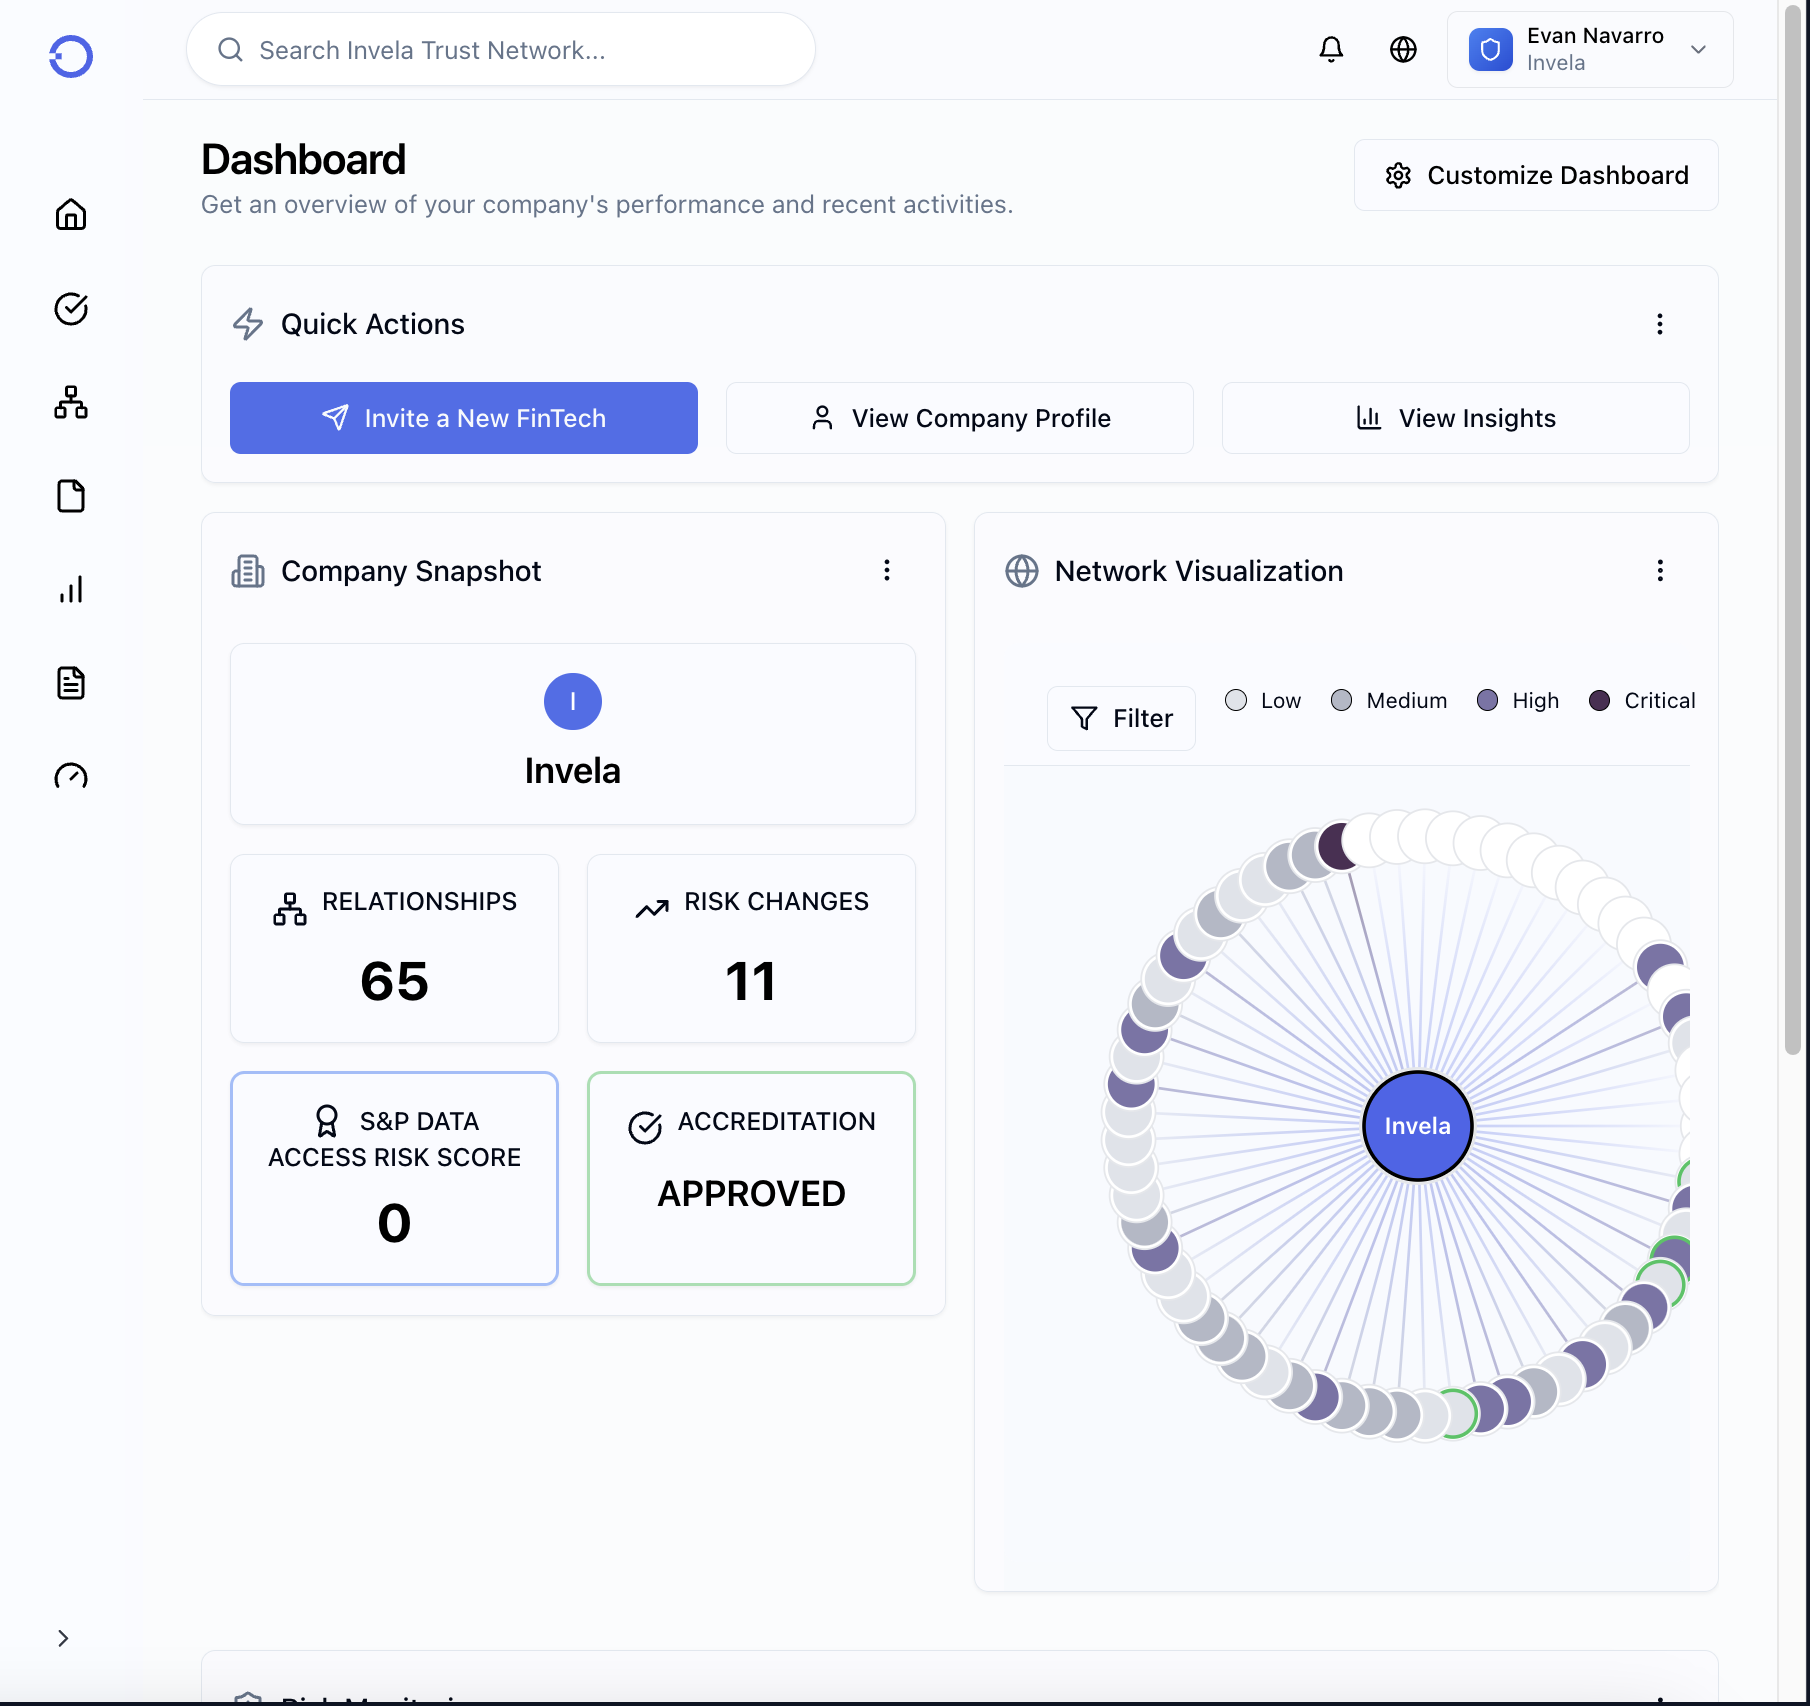 Search Invela Trust Network...
Evan Navarro
Invela
Dashboard
Get an overview of your company's performance and recent activities.
Customize Dashboard
Quick Actions
Invite a New FinTech
View Company Profile
View Insights
Company Snapshot
I
Invela
RELATIONSHIPS
65
RISK CHANGES
11
S&P DATA
ACCESS RISK SCORE
0
ACCREDITATION
APPROVED
Network Visualization
Filter
Low
Medium
High
Critical
Invela